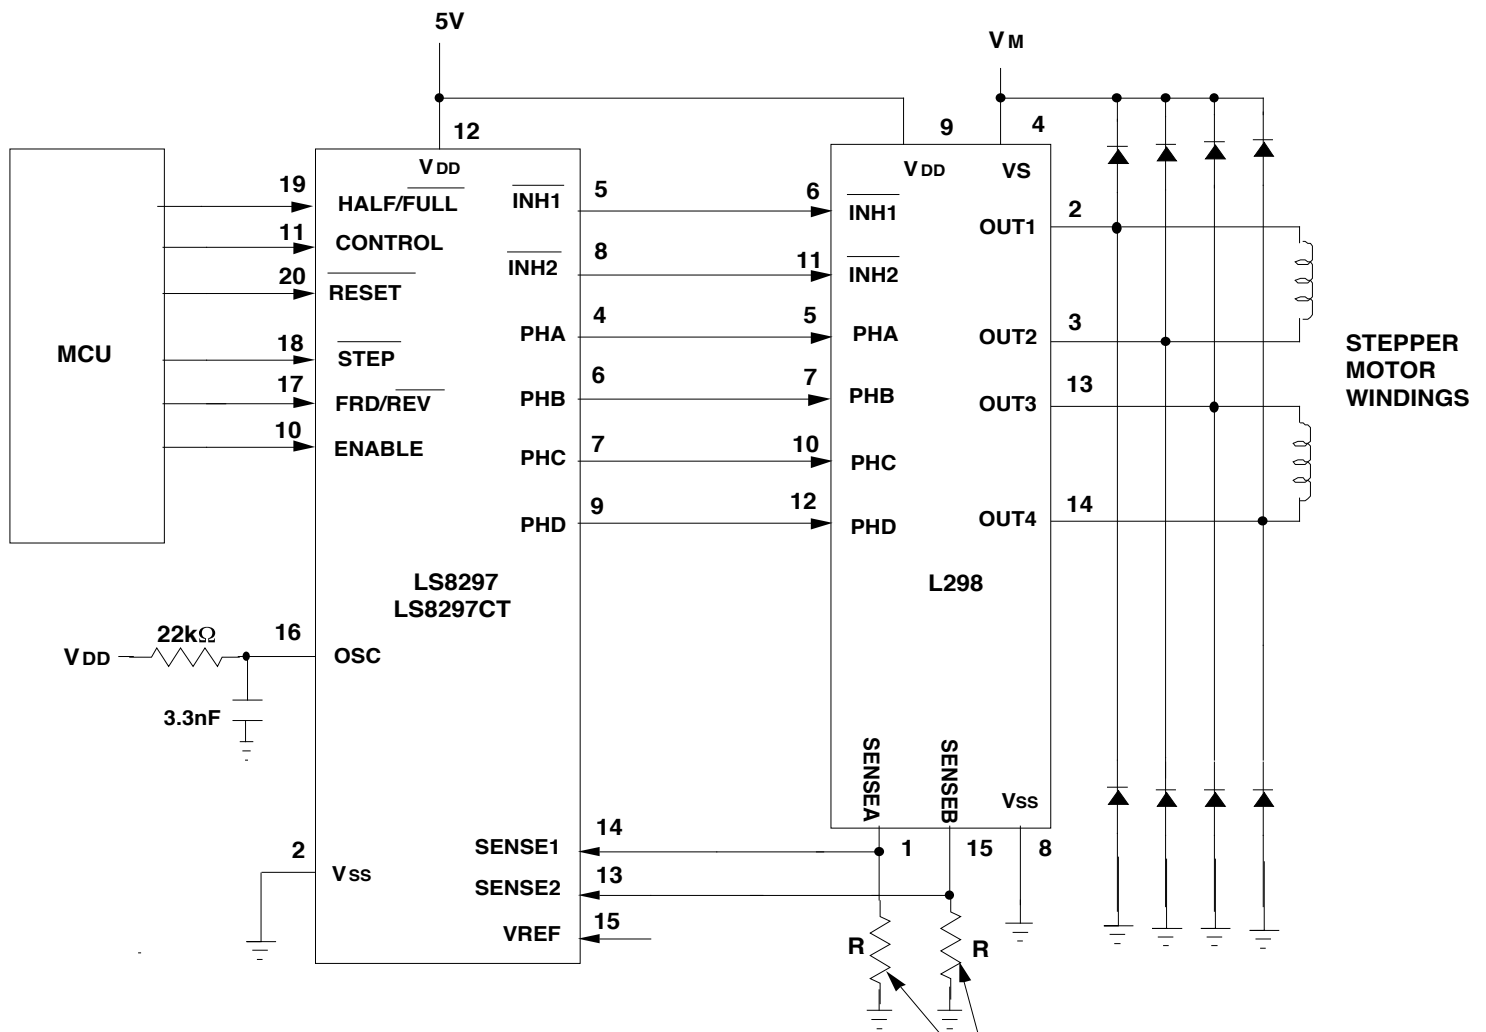 5V
VM
12
9
4
VDD
VDD
VS
MCU
19
HALF/FULL
11
CONTROL
20
RESET
18
STEP
17
FRD/REV
10
ENABLE
INH1
5
INH2
8
PHA
4
PHB
6
PHC
7
PHD
9
6
INH1
11
INH2
5
PHA
7
PHB
10
PHC
12
PHD
OUT1
2
OUT2
3
OUT3
13
OUT4
14
STEPPER
MOTOR
WINDINGS
LS8297
LS8297CT
L298
VDD
22kΩ
16
OSC
3.3nF
2
VSS
SENSE1
14
SENSE2
13
VREF
15
SENSEA
SENSEB
VSS
1
15
8
R
R